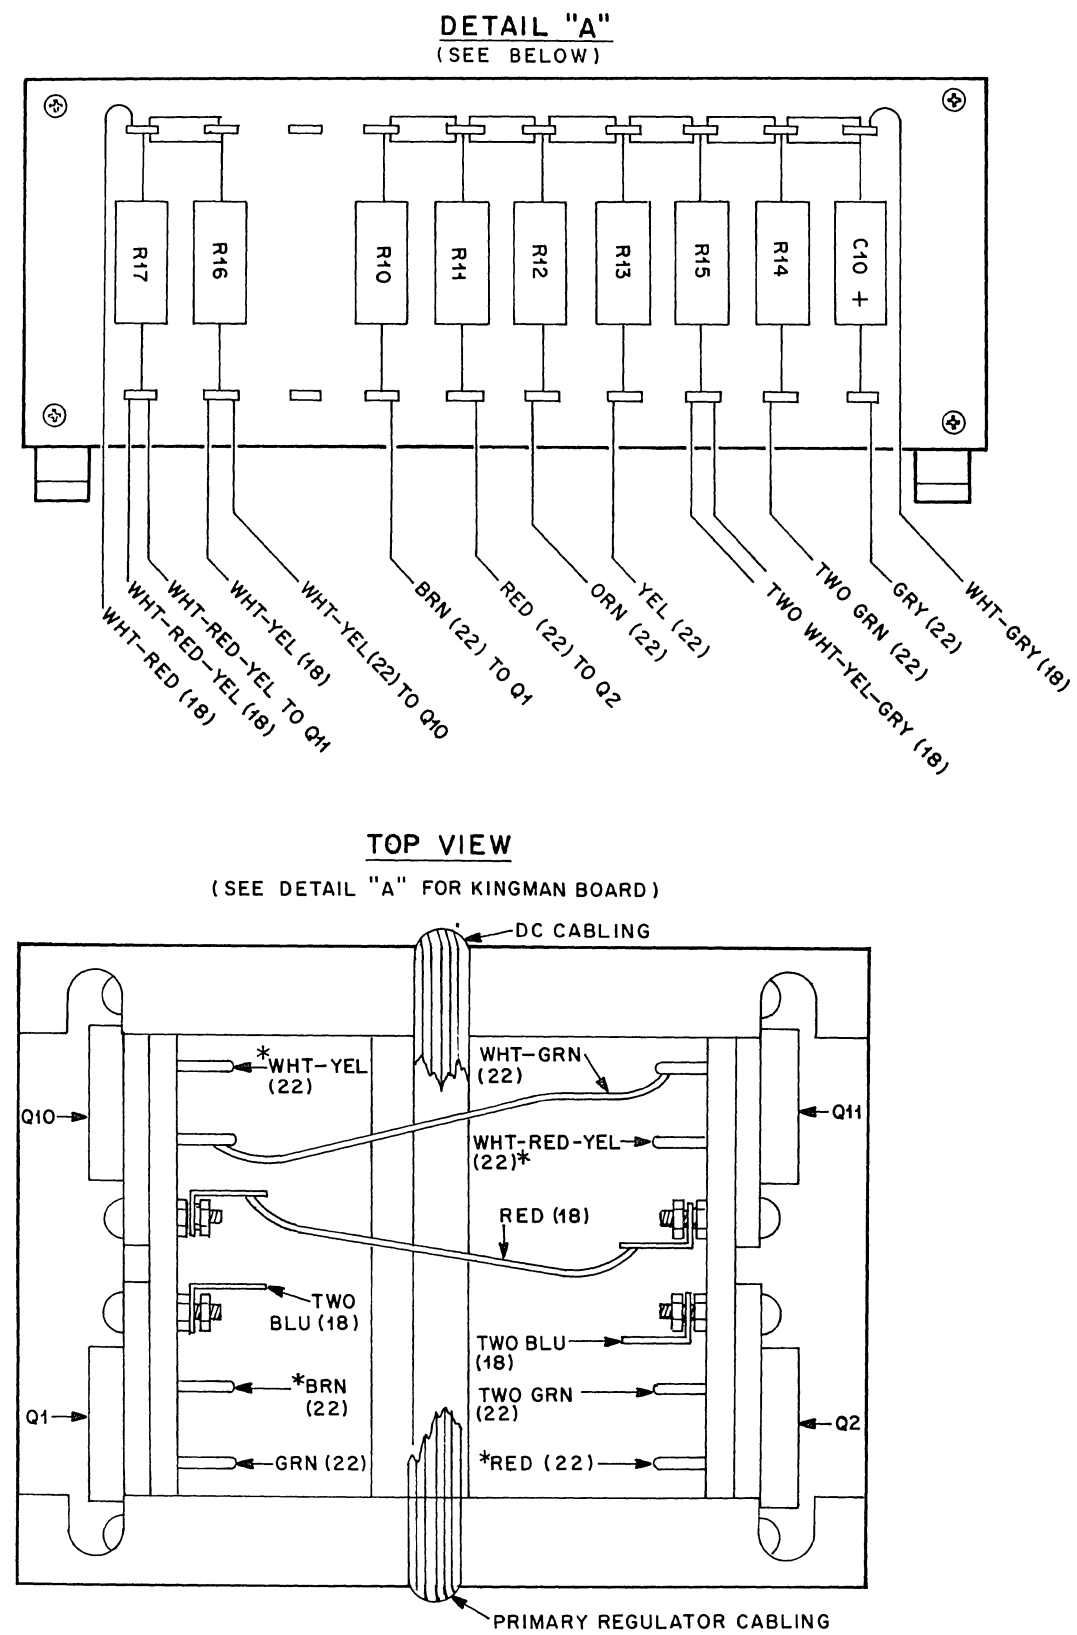 DETAIL "A"
(SEE BELOW)
R17
R16
R10
R11
R12
R13
R15
R14
C10 +
WHT-RED (18)
WHT-RED-YEL (18)
WHT-RED-YEL TO Q11
WHT-YEL (18)
WHT-YEL (22) TO Q10
BRN (22) TO Q1
RED (22) TO Q2
ORN (22)
YEL (22)
TWO WHT-YEL-GRY (18)
TWO GRN (22)
GRY (22)
WHT-GRY (18)
TOP VIEW
(SEE DETAIL "A" FOR KINGMAN BOARD)
DC CABLING
*WHT-YEL
(22)
WHT-GRN
(22)
Q10
Q11
WHT-RED-YEL
(22)*
RED (18)
TWO
BLU (18)
TWO BLU
(18)
*BRN
(22)
TWO GRN
(22)
Q1
Q2
GRN (22)
*RED (22)
PRIMARY REGULATOR CABLING